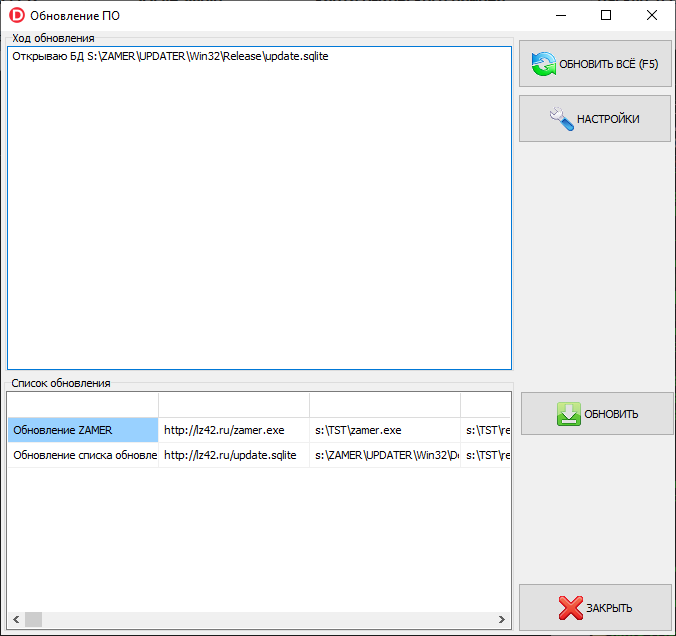 Обновление ПО
Ход обновления
Открываю БД S:\ZAMER\UPDATER\Win32\Release\update.sqlite
ОБНОВИТЬ ВСЁ (F5)
НАСТРОЙКИ
Список обновления
Обновление ZAMER http://lz42.ru/zamer.exe s:\TST\zamer.exe s:\TST\re
Обновление списка обновле http://lz42.ru/update.sqlite s:\ZAMER\UPDATER\Win32\De s:\TST\re
ОБНОВИТЬ
ЗАКРЫТЬ